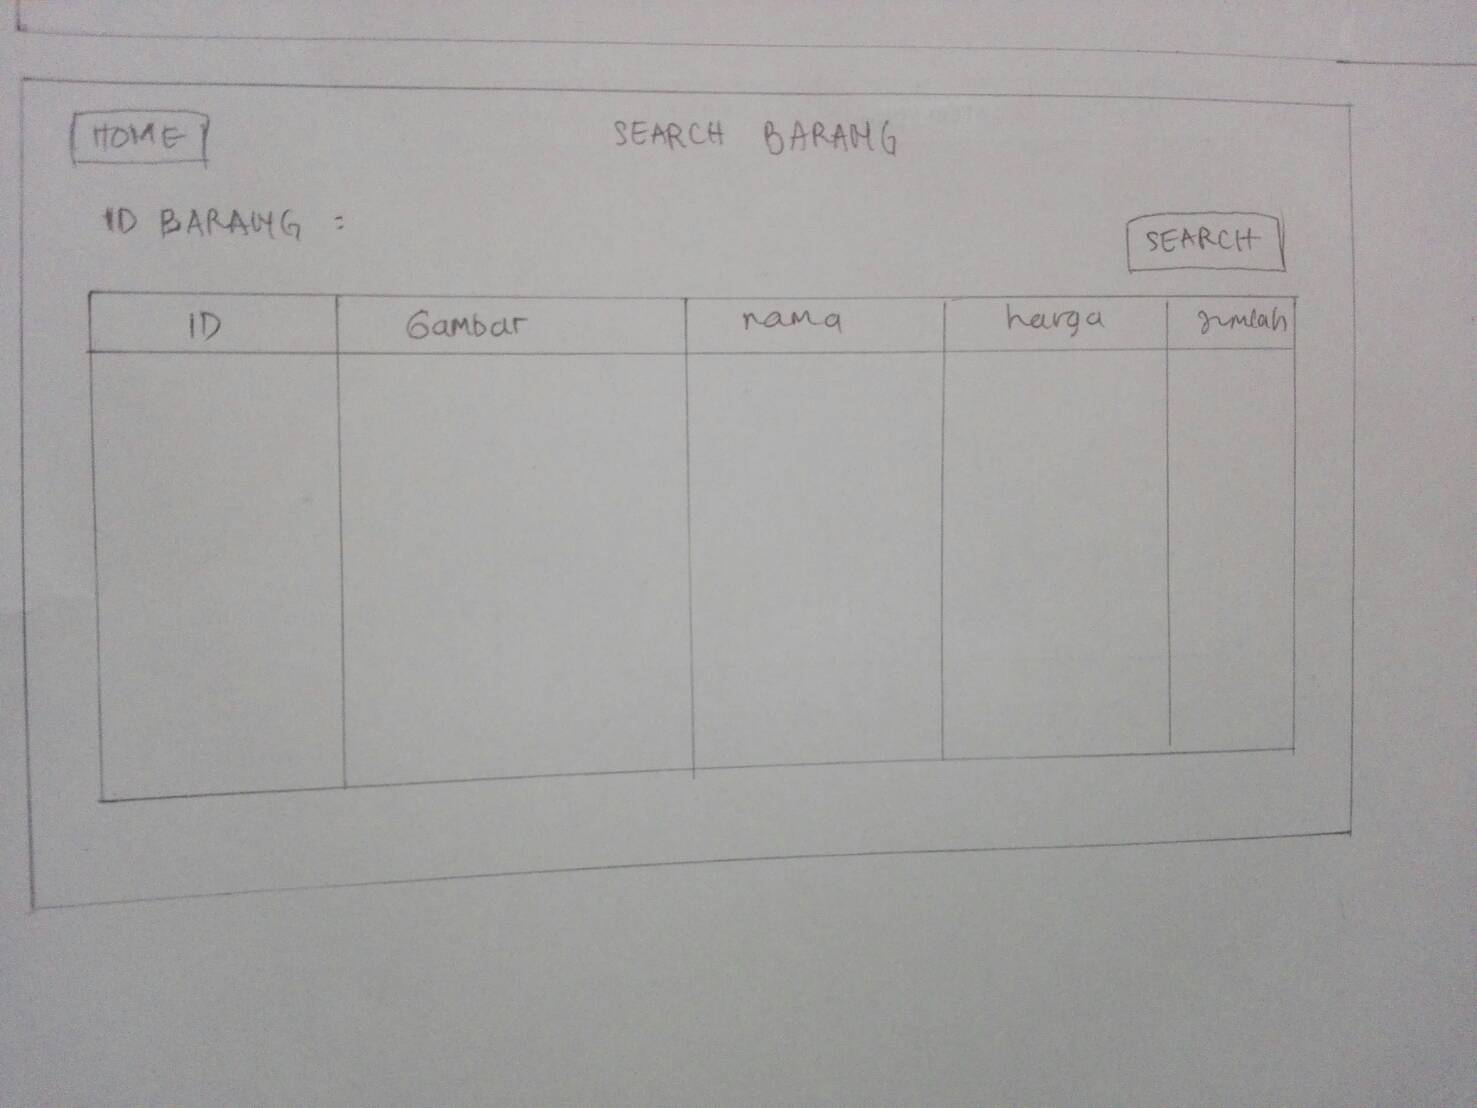 HOME
SEARCH BARANG
ID BARANG :
SEARCH
ID Gambar nama harga jumlah